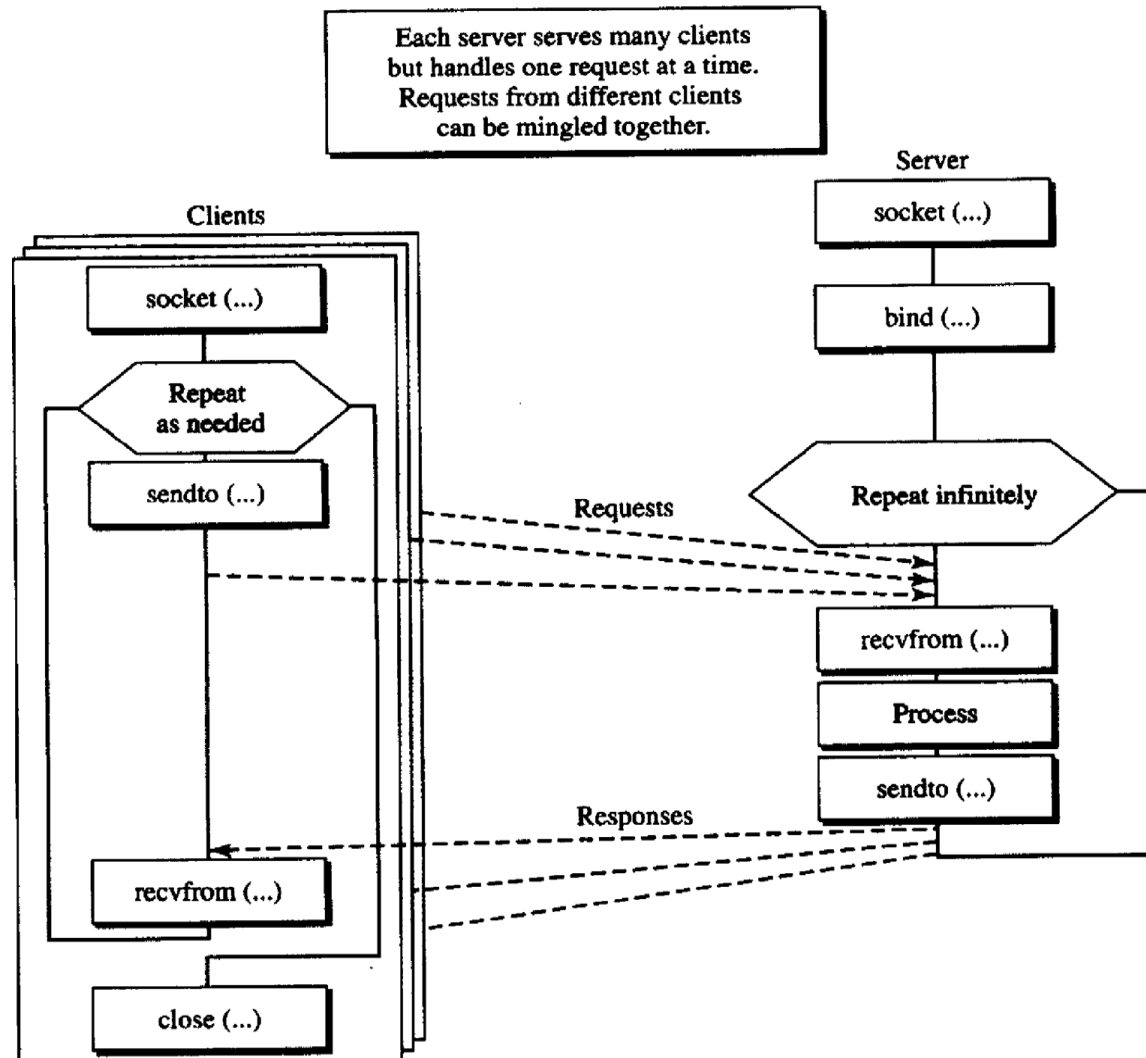 Each server serves many clients
but handles one request at a time.
Requests from different clients
can be mingled together.
Server
socket (...)
bind (...)
Repeat infinitely
recvfrom (...)
Process
sendto (...)
Clients
socket (...)
Repeat
as needed
sendto (...)
recvfrom (...)
close (...)
Requests
Responses